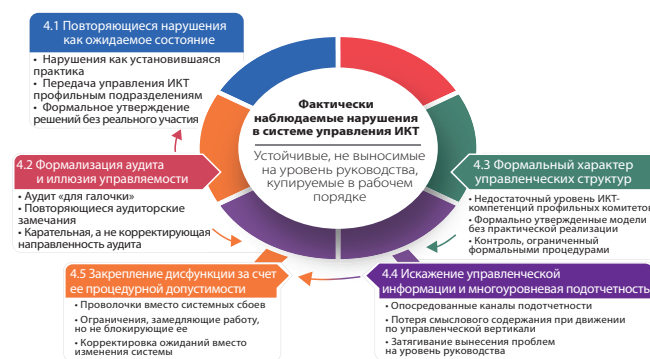 4.1 Повторяющиеся нарушения
как ожидаемое состояние
• Нарушения как установившаяся
практика
• Передача управления ИКТ
профильным подразделениям
• Формальное утверждение
решений без реального участия
Фактически
наблюдаемые нарушения
в системе управления ИКТ
Устойчивые, не выносимые
на уровень руководства,
купируемые в рабочем
порядке
4.2 Формализация аудита
и иллюзия управляемости
• Аудит «для галочки»
• Повторяющиеся аудиторские
замечания
• Карательная, а не корректирующая
направленность аудита
4.3 Формальный характер
управленческих структур
• Недостаточный уровень ИКТ-
компетенций профильных комитетов
• Формально утвержденные модели
без практической реализации
• Контроль, ограниченный
формальными процедурами
4.5 Закрепление дисфункции за счет
ее процедурной допустимости
• Проволочки вместо системных сбоев
• Ограничения, замедляющие работу,
но не блокирующие ее
• Корректировка ожиданий вместо
изменения системы
4.4 Искажение управленческой
информации и многоуровневая подотчетность
• Опосредованные каналы подотчетности
• Потеря смыслового содержания при движении
по управленческой вертикали
• Затягивание вынесения проблем
на уровень руководства